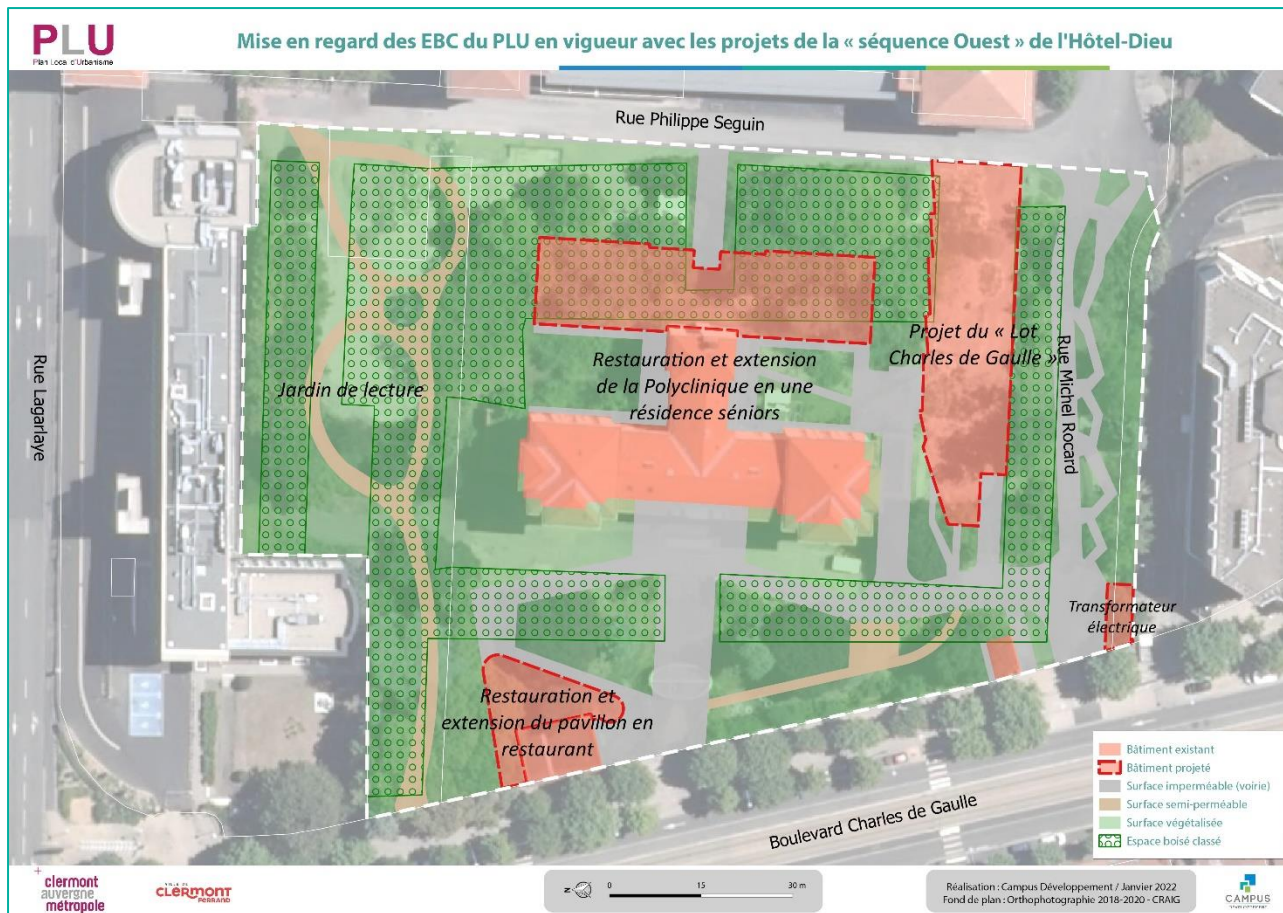 PLU
Plan Local d'Urbanisme
Mise en regard des EBC du PLU en vigueur avec les projets de la « séquence Ouest » de l'Hôtel-Dieu
Rue Philippe Seguin
Rue Lagarlaye
Jardin de lecture
Restauration et extension
de la Polyclinique en une
résidence séniors
Projet du « Lot
Charles de Gaulle »
Rue Michel Rocard
Transformateur
électrique
Restauration et
extension du pavillon en
restaurant
Boulevard Charles de Gaulle
Bâtiment existant
Bâtiment projeté
Surface imperméable (voirie)
Surface semi-perméable
Surface végétalisée
Espace boisé classé
clermont
auvergne
métropole
VILLE DE
CLERMONT
FERRAND
N
0 15 30 m
Réalisation : Campus Développement / Janvier 2022
Fond de plan : Orthophotographie 2018-2020 - CRAIG
CAMPUS